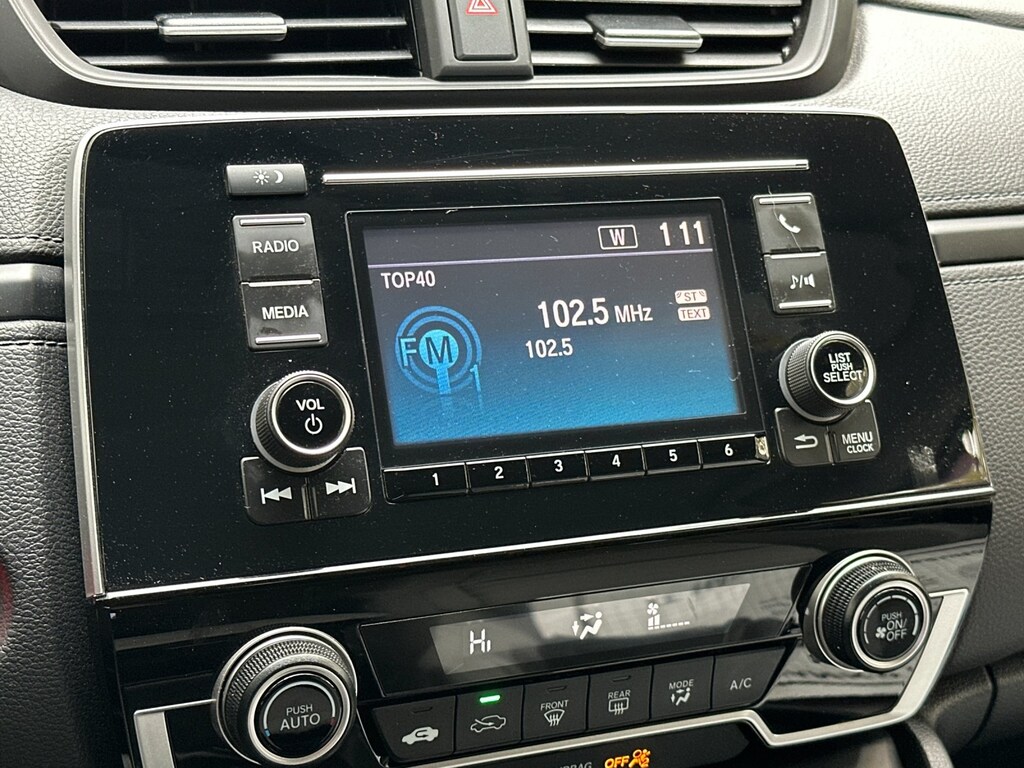 RADIO
MEDIA
VOL
W 111
TOP40
FM1
102.5 MHz
ST
TEXT
102.5
LIST
PUSH
SELECT
MENU
CLOCK
1 2 3 4 5 6
Hi
PUSH
AUTO
FRONT
REAR
MODE
A/C
PUSH
ON/
OFF
OFF